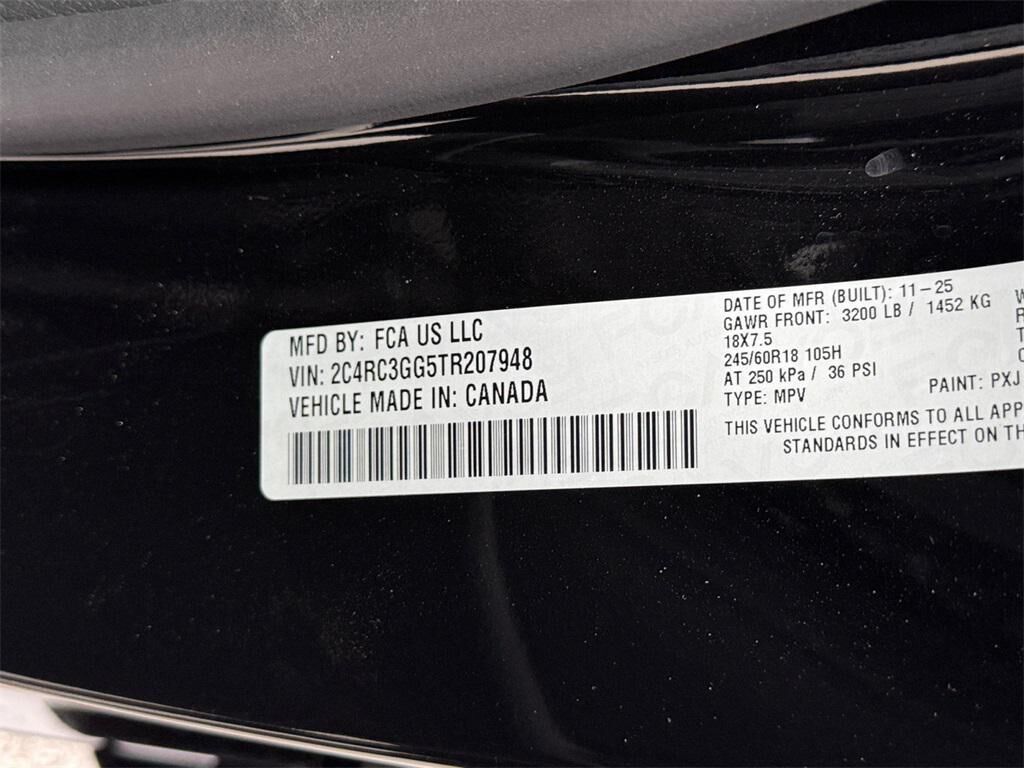 MFD BY: FCA US LLC
VIN: 2C4RC3GG5TR207948
VEHICLE MADE IN: CANADA
DATE OF MFR (BUILT): 11-25
GAWR FRONT: 3200 LB / 1452 KG
18X7.5
245/60R18 105H
AT 250 kPa / 36 PSI
TYPE: MPV
PAINT: PXJ
THIS VEHICLE CONFORMS TO ALL APP
STANDARDS IN EFFECT ON TH